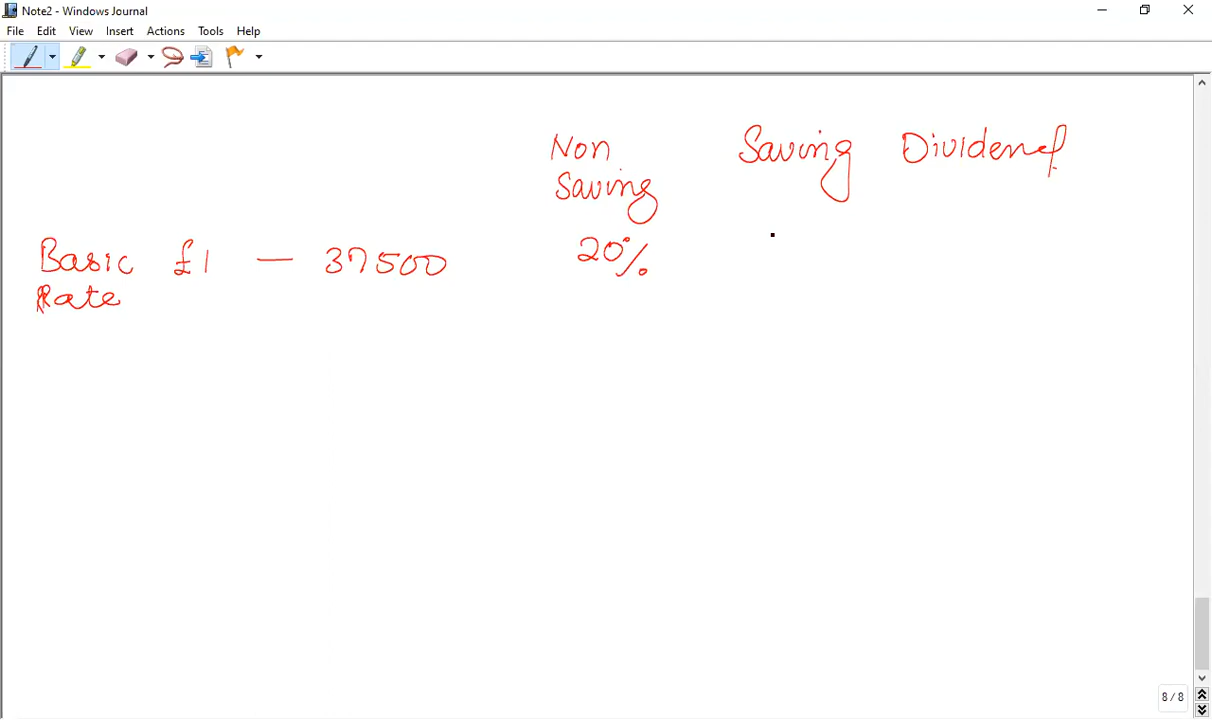 Note2 - Windows Journal
File Edit View Insert Actions Tools Help
Non Saving Dividend
Saving
Basic £1 — 37500 20%
Rate
8 / 8